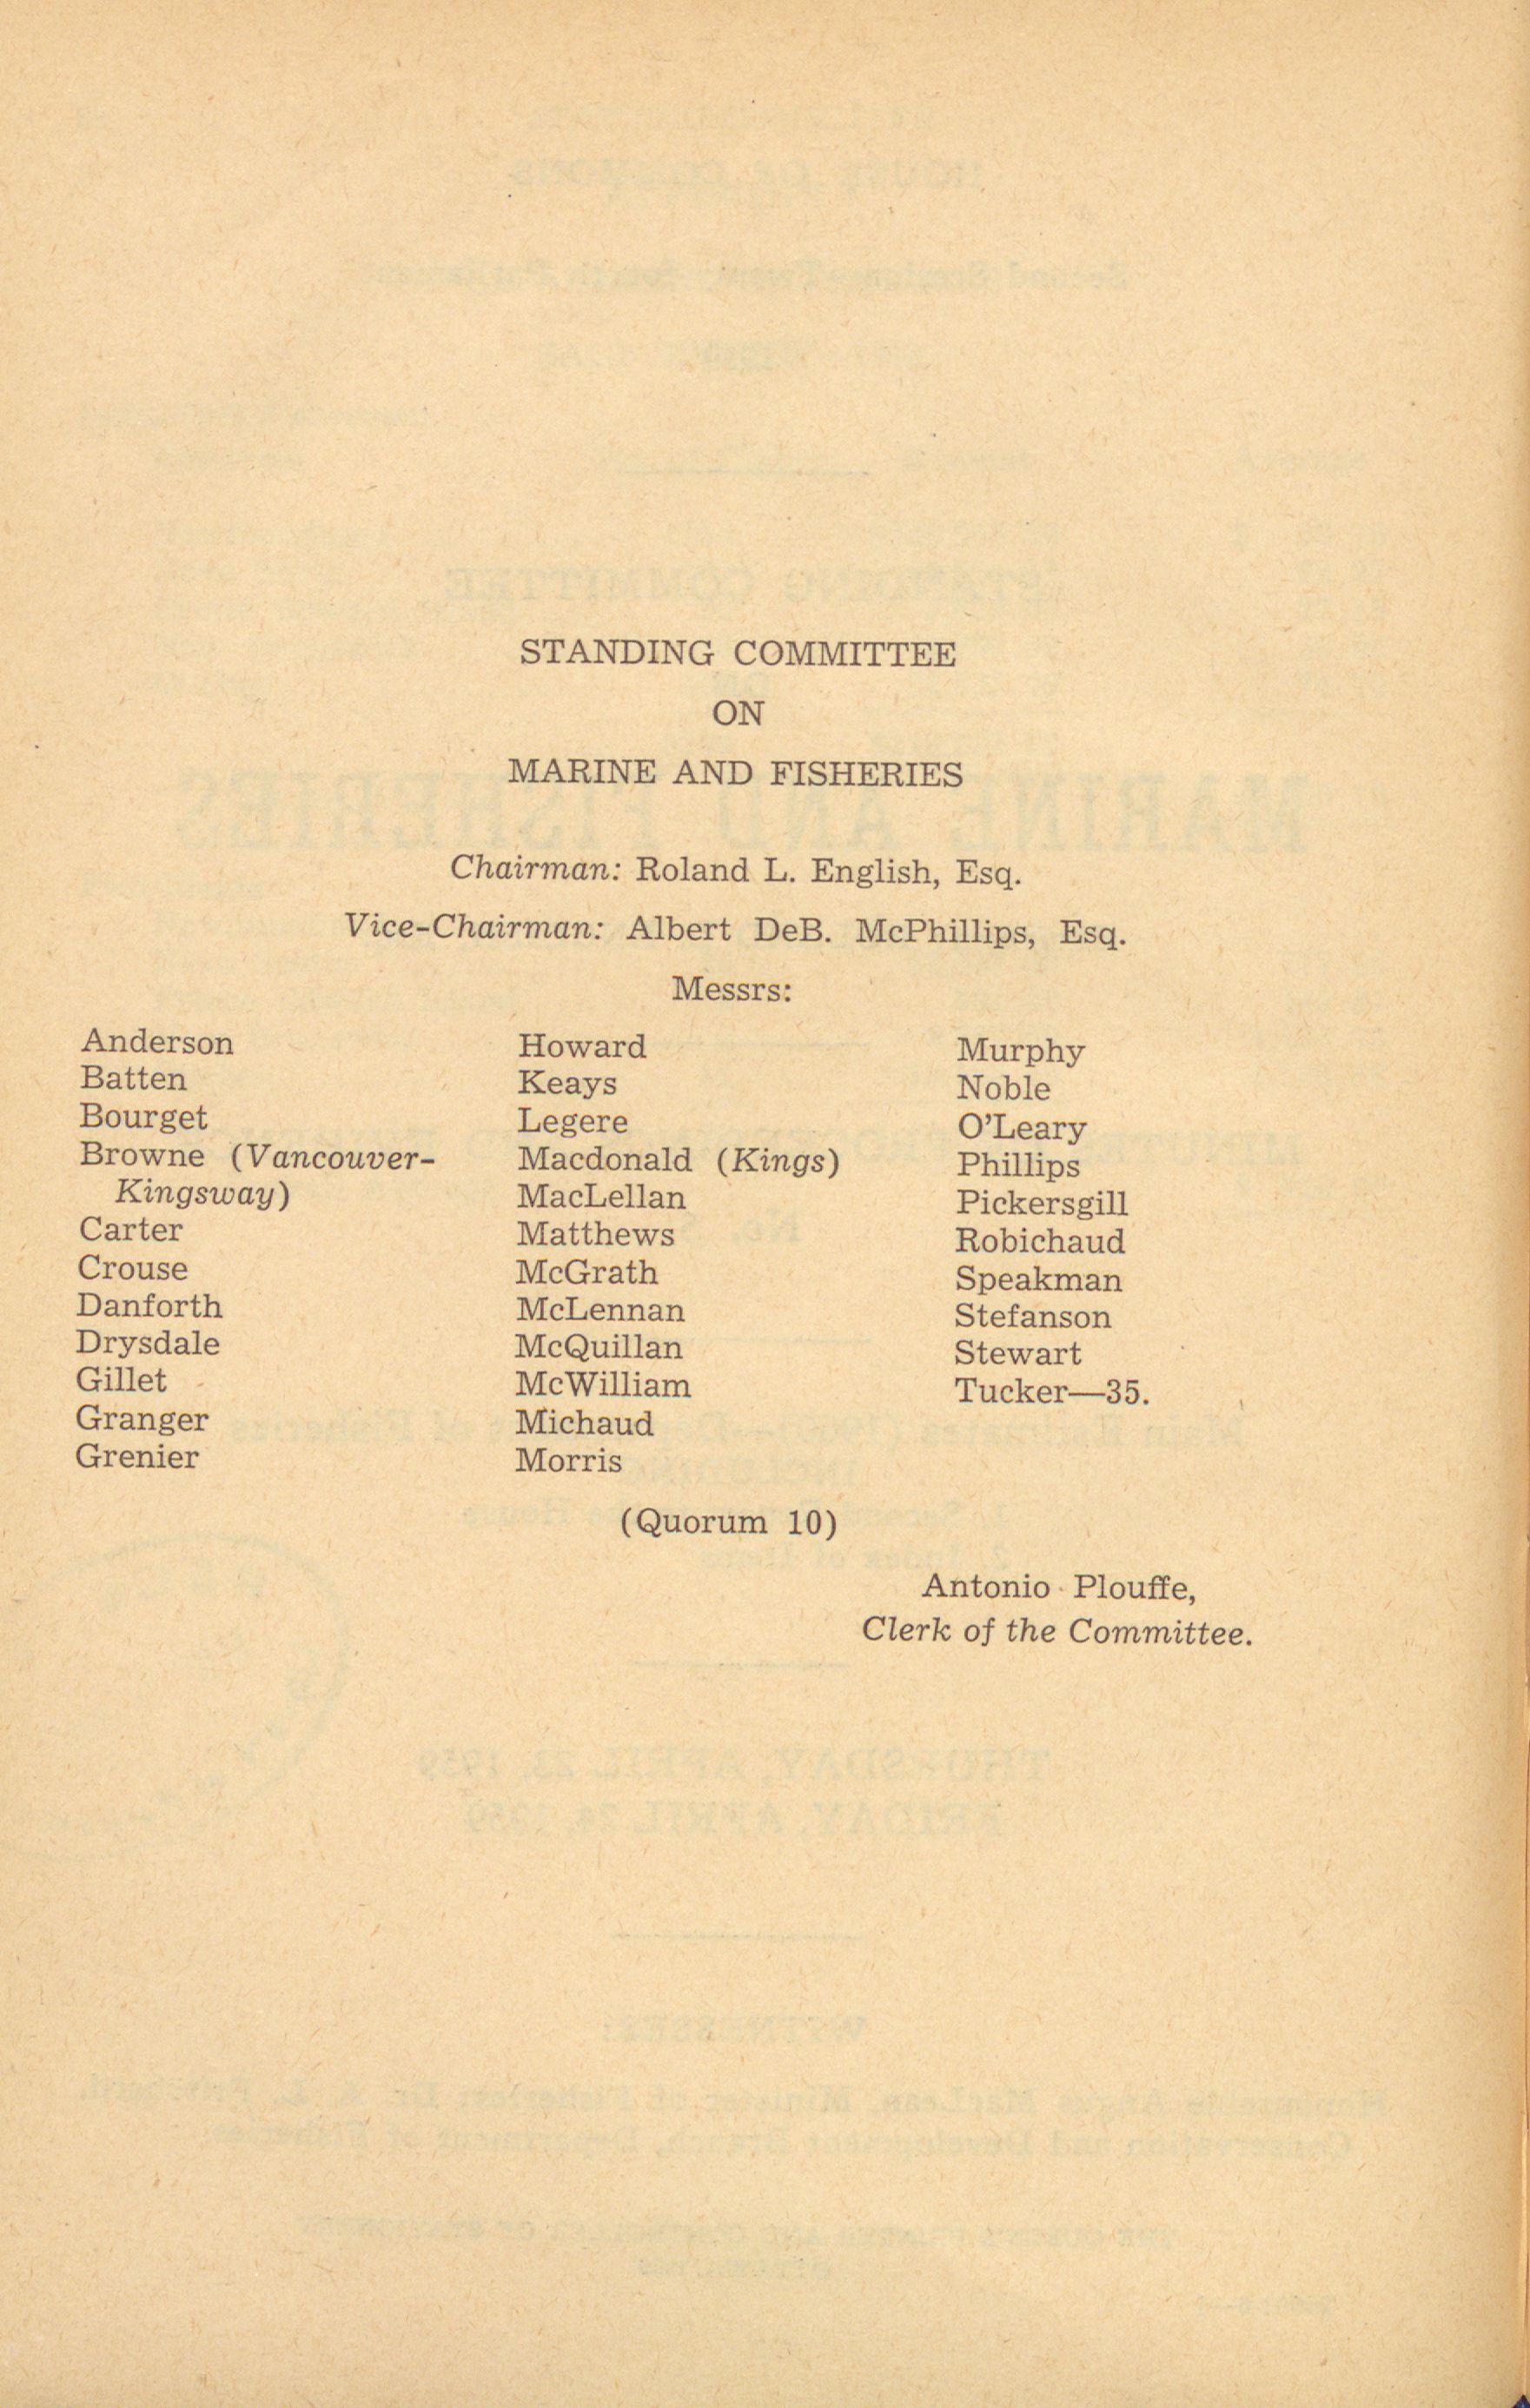 STANDING COMMITTEE
ON
MARINE AND FISHERIES
Chairman: Roland L. English, Esq.
Vice-Chairman: Albert DeB. McPhillips, Esq.
Messrs:
Anderson
Batten
Bourget
Browne (Vancouver-
Kingsway)
Carter
Crouse
Danforth
Drysdale
Gillet
Granger
Grenier
Howard
Keays
Legere
Macdonald (Kings)
MacLellan
Matthews
McGrath
McLennan
McQuillan
McWilliam
Michaud
Morris
Murphy
Noble
O'Leary
Phillips
Pickersgill
Robichaud
Speakman
Stefanson
Stewart
Tucker—35.
(Quorum 10)
Antonio Plouffe,
Clerk of the Committee.